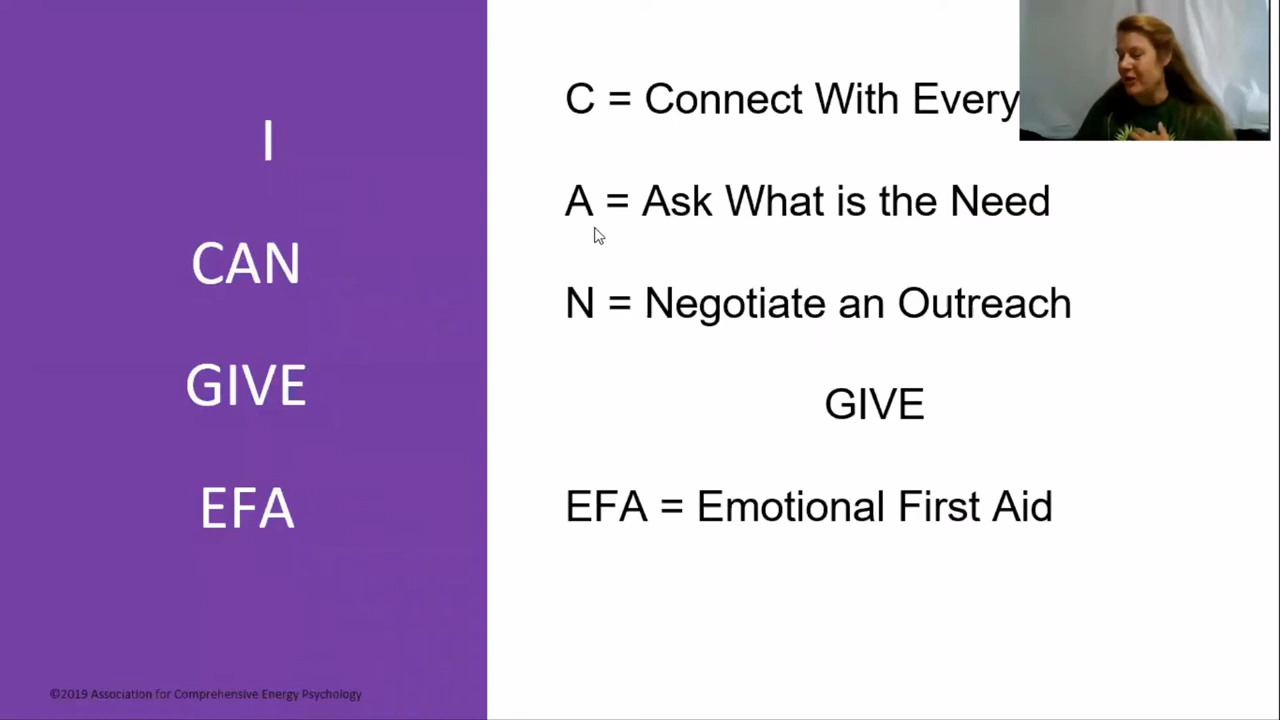 I
CAN
GIVE
EFA
©2019 Association for Comprehensive Energy Psychology
C = Connect With Every
A = Ask What is the Need
N = Negotiate an Outreach
GIVE
EFA = Emotional First Aid